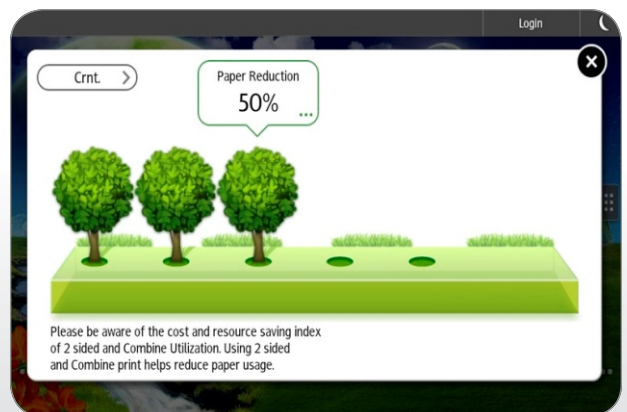 Login
Crnt.
Paper Reduction
50%
Please be aware of the cost and resource saving index
of 2 sided and Combine Utilization. Using 2 sided
and Combine print helps reduce paper usage.